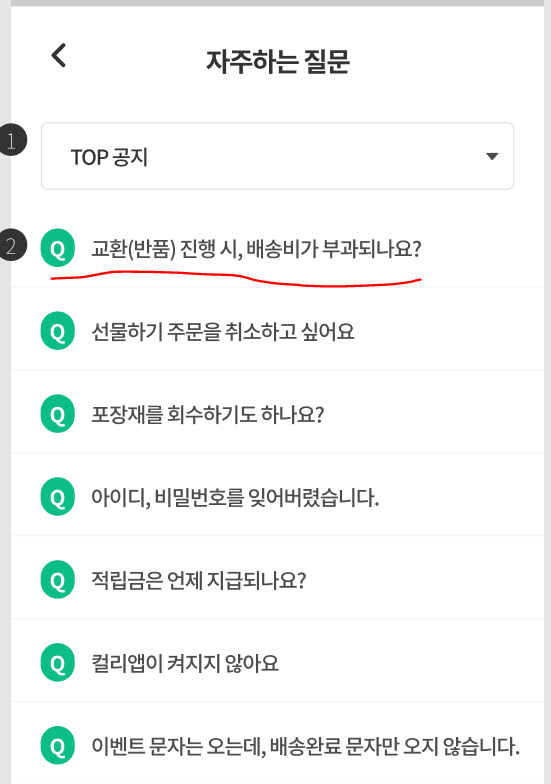 자주하는 질문
1
TOP 공지
2
Q 교환(반품) 진행 시, 배송비가 부과되나요?
Q 선물하기 주문을 취소하고 싶어요
Q 포장재를 회수하기도 하나요?
Q 아이디, 비밀번호를 잊어버렸습니다.
Q 적립금은 언제 지급되나요?
Q 컬리앱이 켜지지 않아요
Q 이벤트 문자는 오는데, 배송완료 문자만 오지 않습니다.